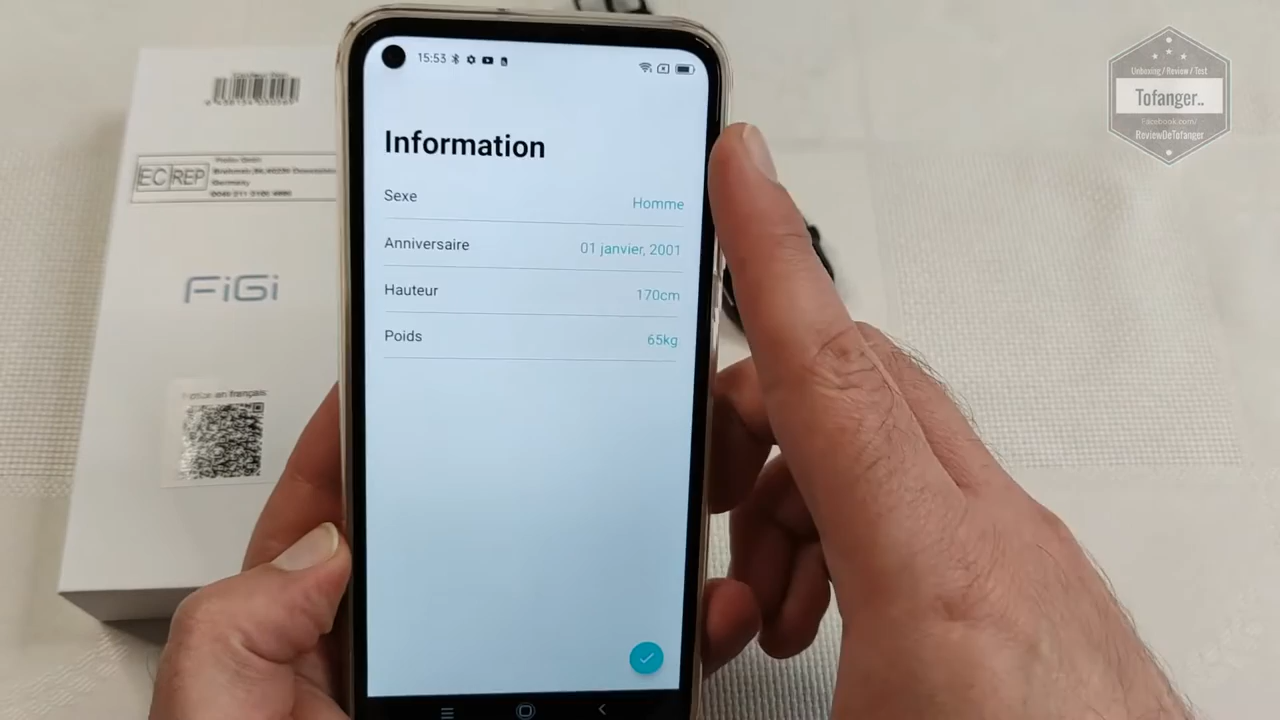 15:53
Information
Sexe
Homme
Anniversaire
01 janvier, 2001
Hauteur
170cm
Poids
65kg
EC REP
Germany
FiGi
Notice en français
Unboxing / Review / Test
Tofanger..
Facebook.com/
ReviewDeTofanger